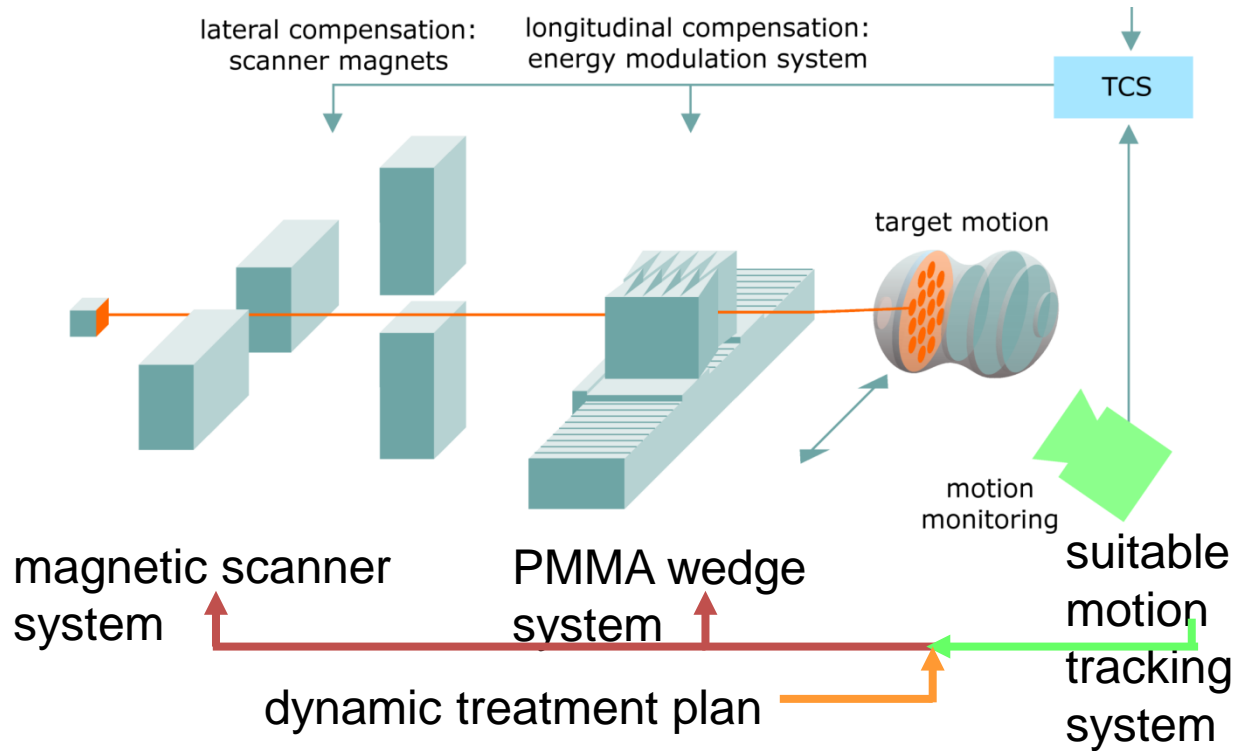 lateral compensation:
scanner magnets
longitudinal compensation:
energy modulation system
TCS
target motion
motion
monitoring
magnetic scanner
system
PMMA wedge
system
suitable
motion
tracking
system
dynamic treatment plan